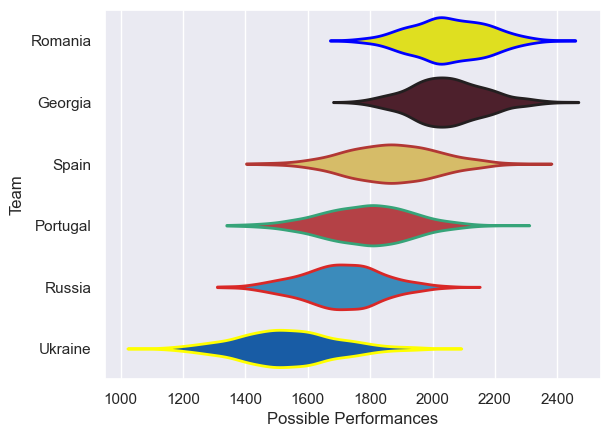 Romania
Georgia
Spain
Portugal
Russia
Ukraine
Team
1000 1200 1400 1600 1800 2000 2200 2400
Possible Performances